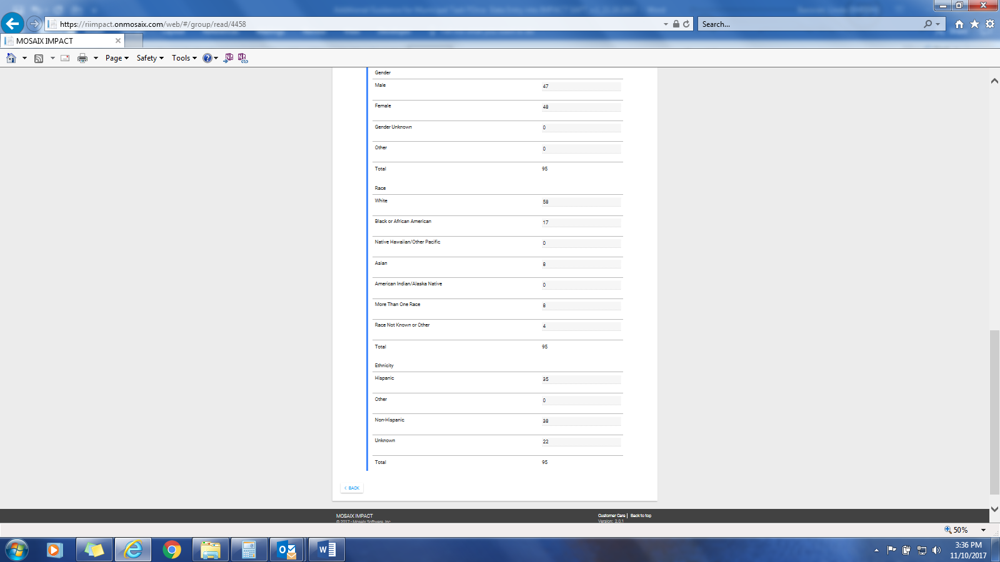 https://riimpact.onmosaix.com/web/#/group/read/4458
Search...
MOSAIX IMPACT
Page Safety Tools
Gender
Male 47
Female 48
Gender Unknown 0
Other 0
Total 95
Race
White 58
Black or African American 17
Native Hawaiian/Other Pacific 0
Asian 8
American Indian/Alaska Native 0
More Than One Race 8
Race Not Known or Other 4
Total 95
Ethnicity
Hispanic 35
Other 0
Non-Hispanic 38
Unknown 22
Total 95
< BACK
MOSAIX IMPACT
Customer Care | Back to top
© 2017 - Mosaix Software, Inc.
Version: 2.0.1
50%
3:36 PM
11/10/2017